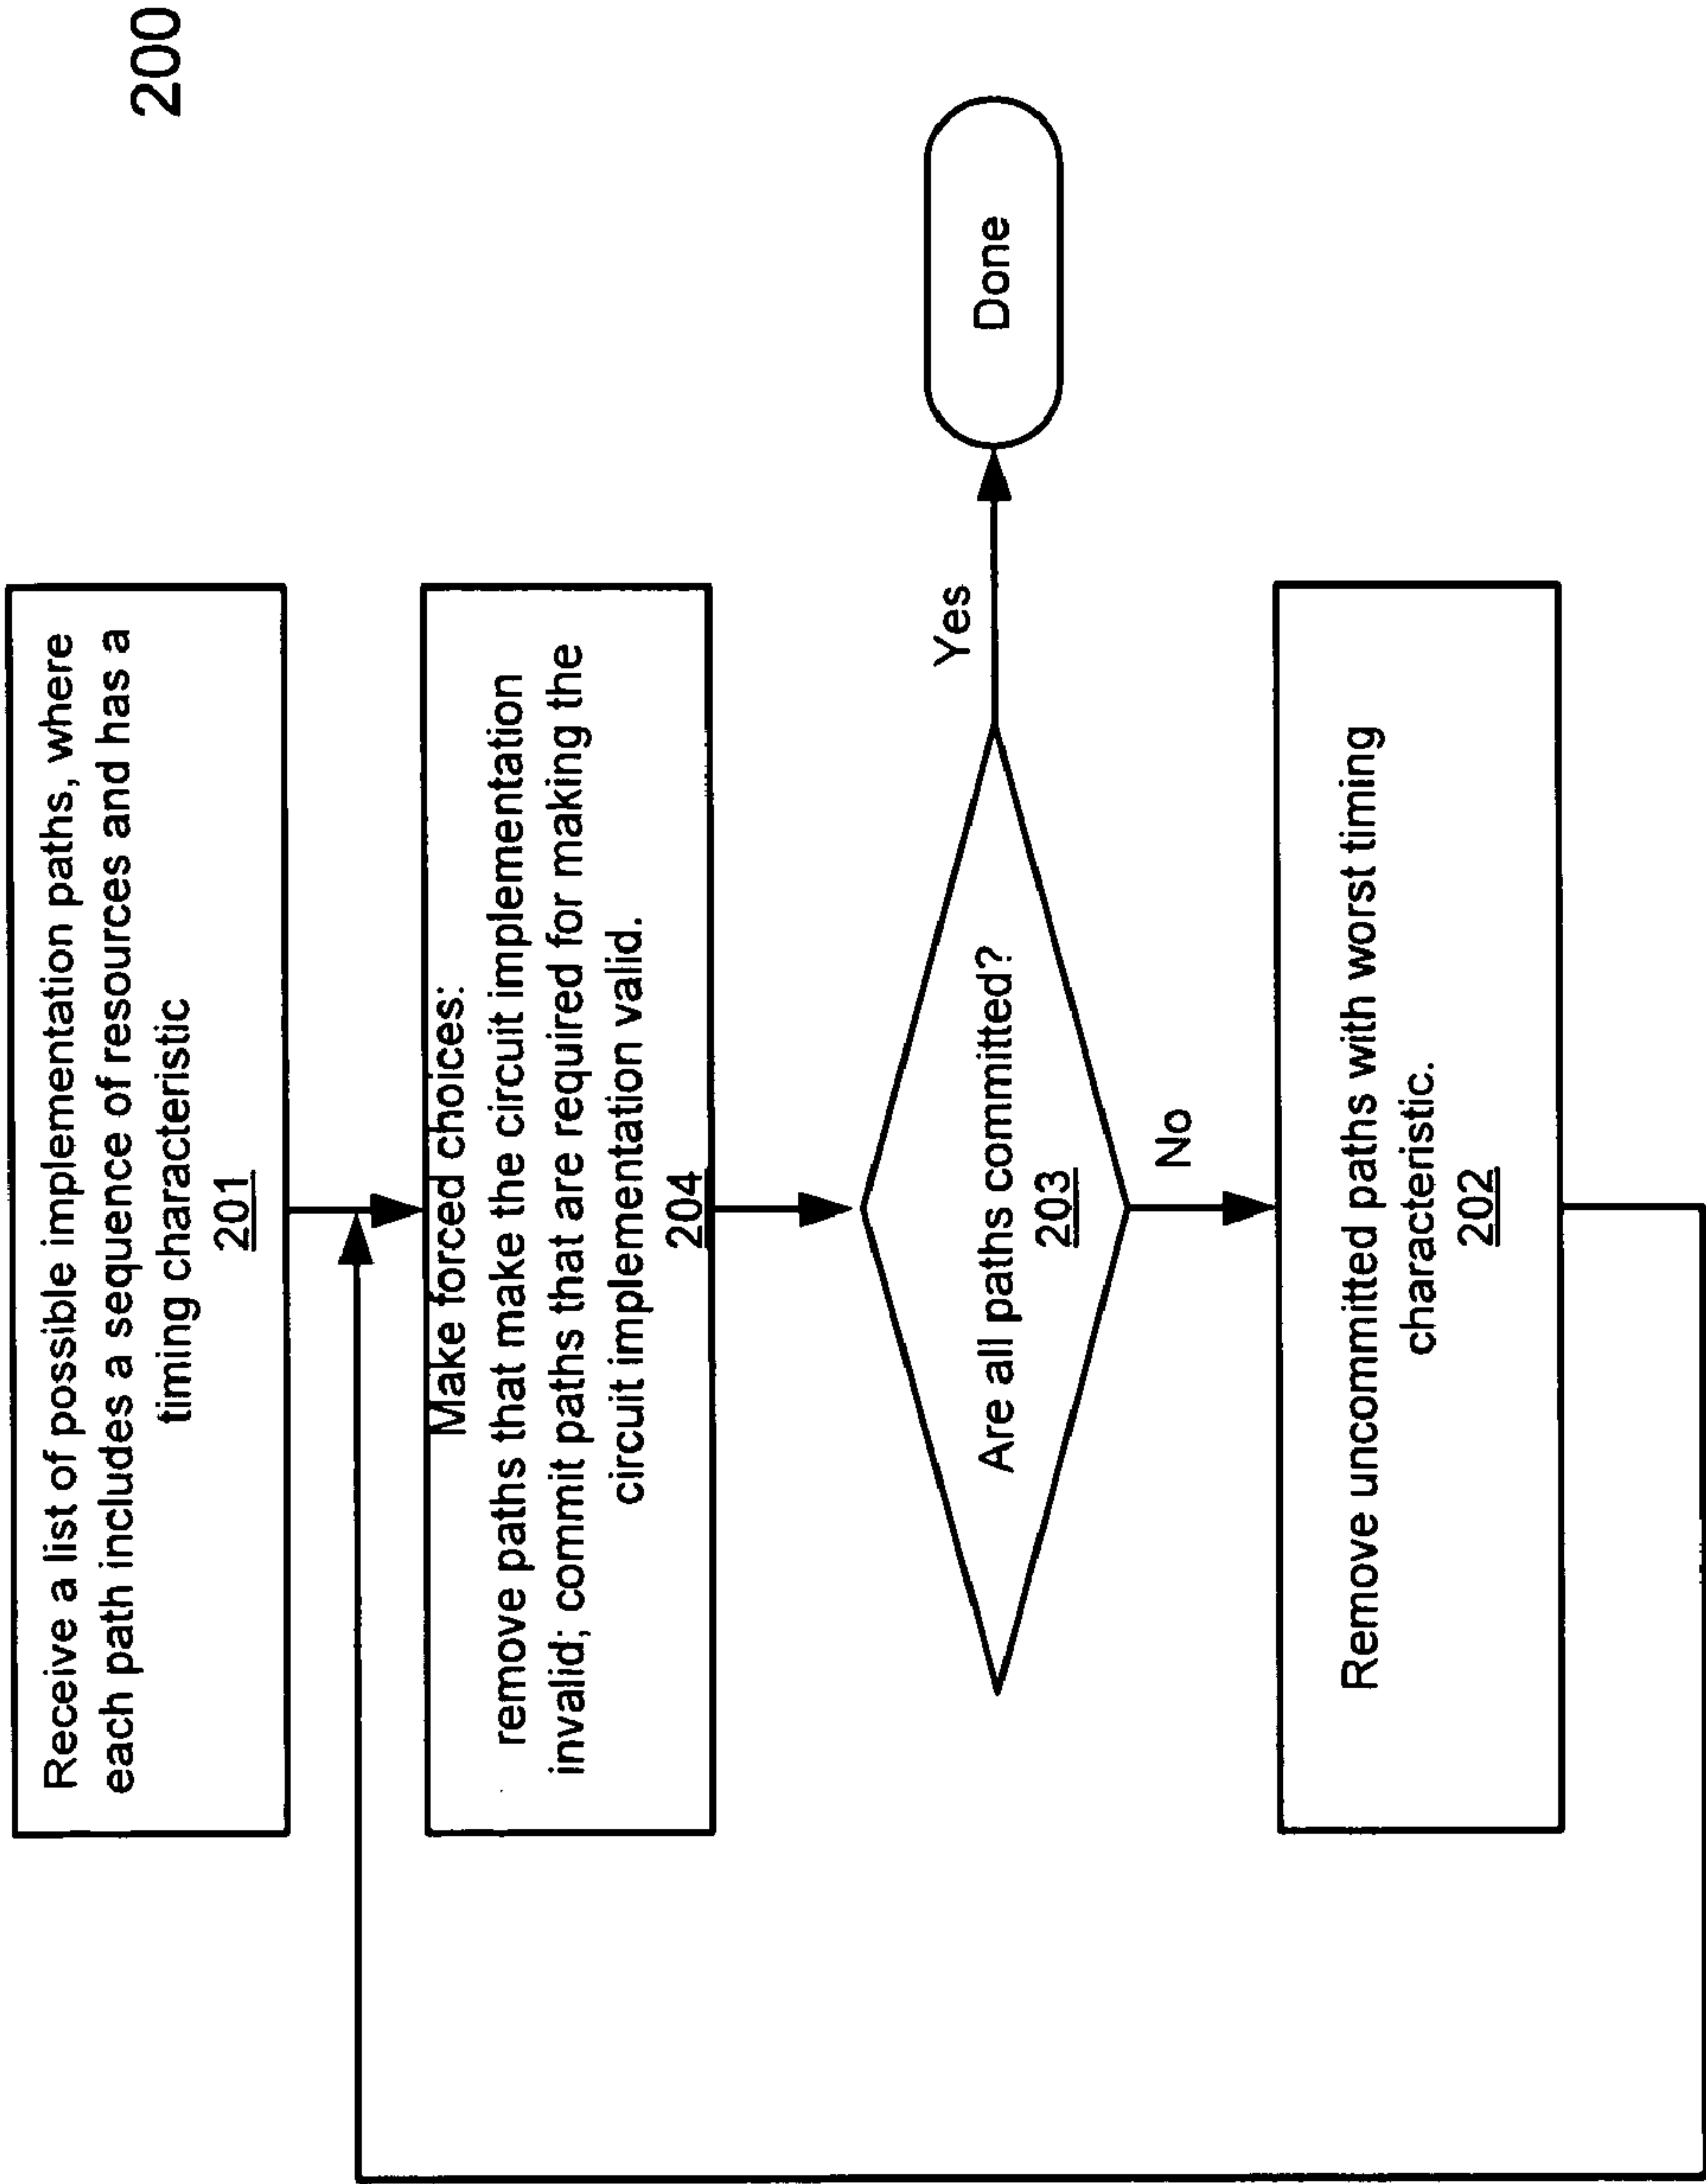 200
Receive a list of possible implementation paths, where
each path includes a sequence of resources and has a
timing characteristic
201
Make forced choices:
remove paths that make the circuit implementation
invalid; commit paths that are required for making the
circuit implementation valid.
204
Are all paths committed?
203
Yes
Done
No
Remove uncommitted paths with worst timing
characteristic.
202